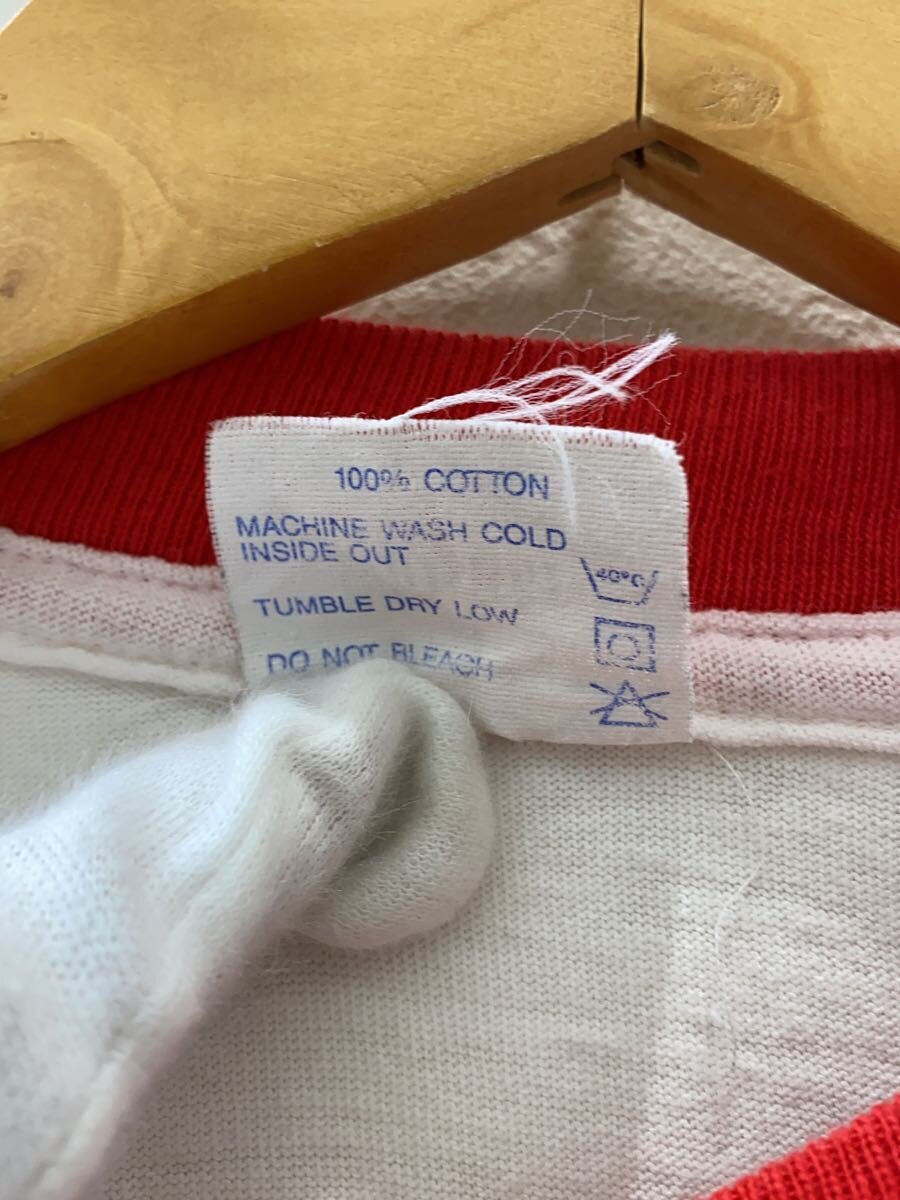 100% COTTON
MACHINE WASH COLD
INSIDE OUT
40°C
TUMBLE DRY LOW
DO NOT BLEACH